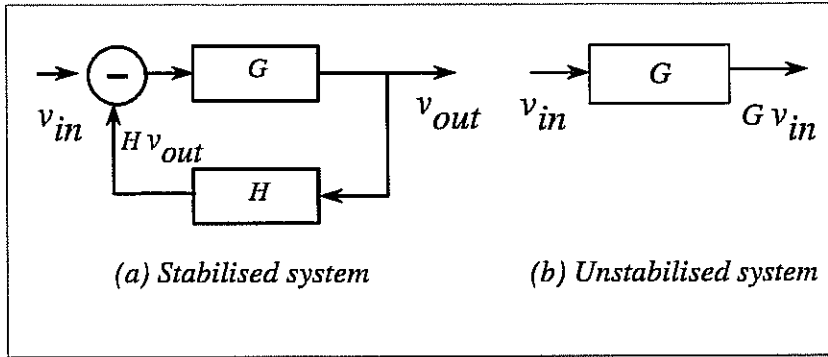 G
v_in
−
v_out
H v_out
H
(a) Stabilised system
G
v_in
G v_in
(b) Unstabilised system